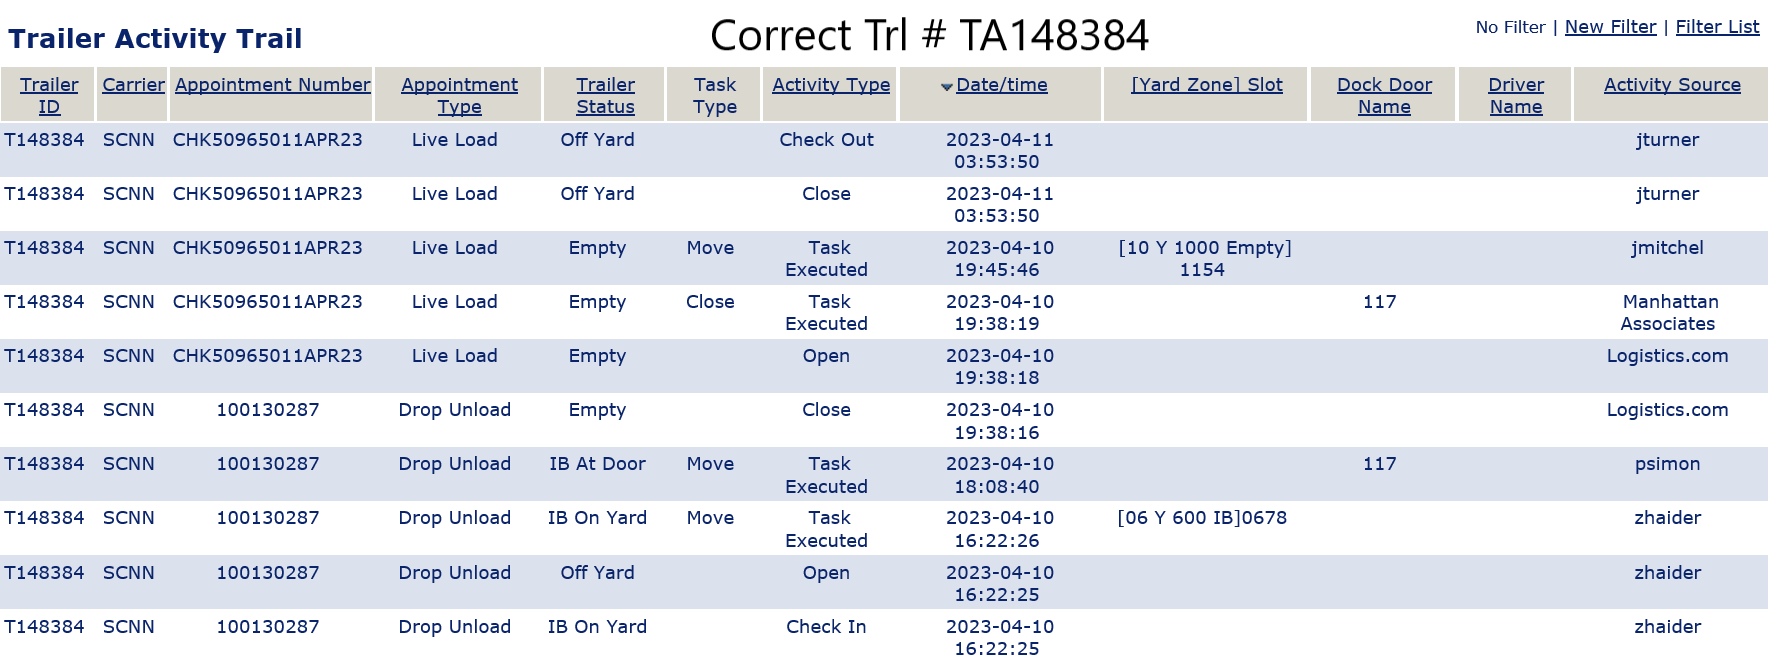 Trailer Activity Trail
Correct Trl # TA148384
No Filter | New Filter | Filter List
Trailer ID Carrier Appointment Number Appointment Type Trailer Status Task Type Activity Type Date/time [Yard Zone] Slot Dock Door Name Driver Name Activity Source
T148384 SCNN CHK50965011APR23 Live Load Off Yard Check Out 2023-04-11 03:53:50 jturner
T148384 SCNN CHK50965011APR23 Live Load Off Yard Close 2023-04-11 03:53:50 jturner
T148384 SCNN CHK50965011APR23 Live Load Empty Move Task Executed 2023-04-10 19:45:46 [10 Y 1000 Empty] 1154 jmitchel
T148384 SCNN CHK50965011APR23 Live Load Empty Close Task Executed 2023-04-10 19:38:19 117 Manhattan Associates
T148384 SCNN CHK50965011APR23 Live Load Empty Open 2023-04-10 19:38:18 Logistics.com
T148384 SCNN 100130287 Drop Unload Empty Close 2023-04-10 19:38:16 Logistics.com
T148384 SCNN 100130287 Drop Unload IB At Door Move Task Executed 2023-04-10 18:08:40 117 psimon
T148384 SCNN 100130287 Drop Unload IB On Yard Move Task Executed 2023-04-10 16:22:26 [06 Y 600 IB]0678 zhaider
T148384 SCNN 100130287 Drop Unload Off Yard Open 2023-04-10 16:22:25 zhaider
T148384 SCNN 100130287 Drop Unload IB On Yard Check In 2023-04-10 16:22:25 zhaider